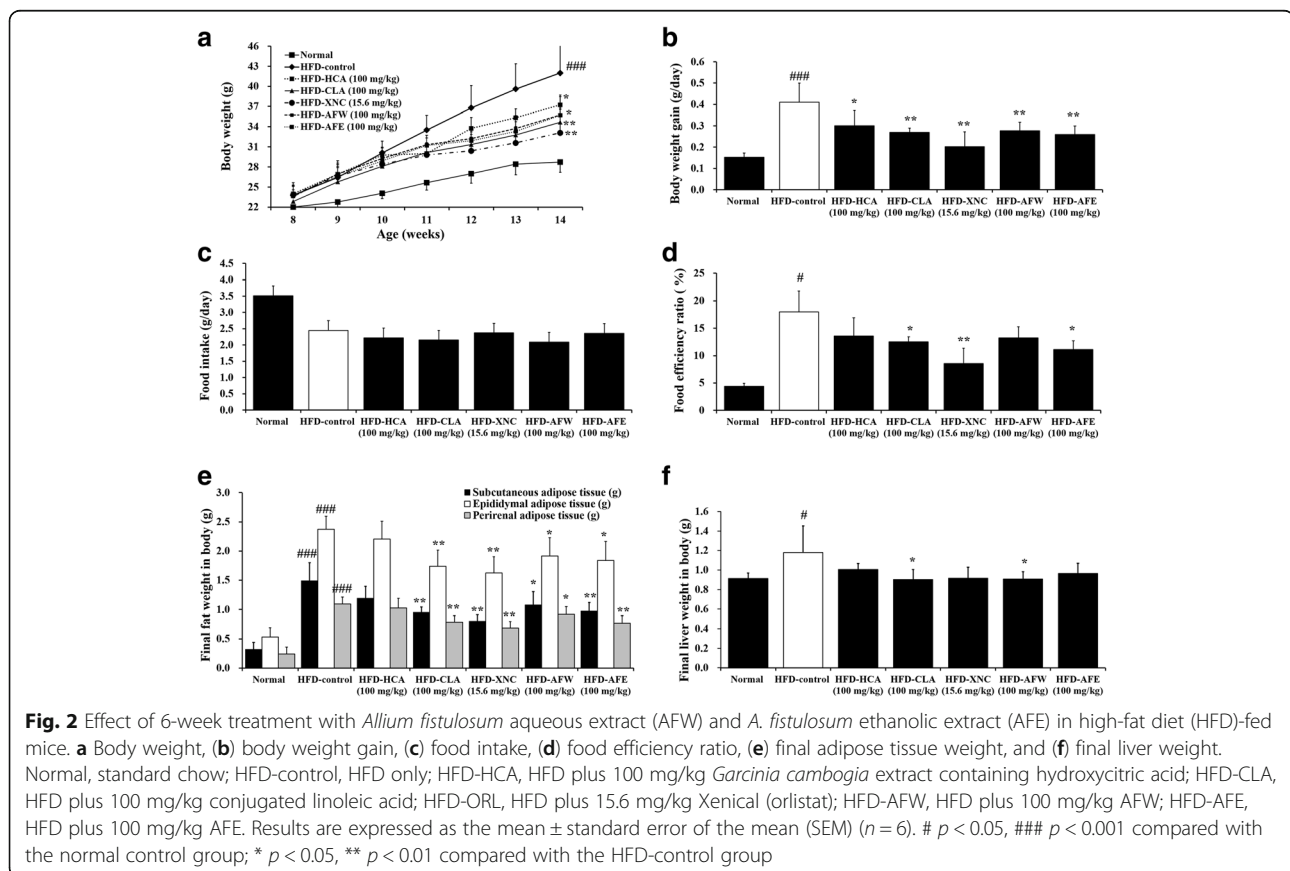 a
46
43
40
37
34
31
28
25
22
Body weight (g)
Normal
HFD-control
HFD-HCA (100 mg/kg)
HFD-CLA (100 mg/kg)
HFD-XNC (15.6 mg/kg)
HFD-AFW (100 mg/kg)
HFD-AFE (100 mg/kg)
###
*
*
**
**
8 9 10 11 12 13 14
Age (weeks)
b
0.6
0.5
0.4
0.3
0.2
0.1
0.0
Body weight gain (g/day)
### * ** ** ** **
Normal HFD-control HFD-HCA HFD-CLA HFD-XNC HFD-AFW HFD-AFE
(100 mg/kg) (100 mg/kg) (15.6 mg/kg) (100 mg/kg) (100 mg/kg)
c
4.5
4.0
3.5
3.0
2.5
2.0
1.5
1.0
0.5
0.0
Food intake (g/day)
Normal HFD-control HFD-HCA HFD-CLA HFD-XNC HFD-AFW HFD-AFE
(100 mg/kg) (100 mg/kg) (15.6 mg/kg) (100 mg/kg) (100 mg/kg)
d
25
20
15
10
5
0
Food efficiency ratio ( %)
# * ** *
Normal HFD-control HFD-HCA HFD-CLA HFD-XNC HFD-AFW HFD-AFE
(100 mg/kg) (100 mg/kg) (15.6 mg/kg) (100 mg/kg) (100 mg/kg)
e
3.0
2.5
2.0
1.5
1.0
0.5
0.0
Final fat weight in body (g)
Subcutaneous adipose tissue (g)
Epididymal adipose tissue (g)
Perirenal adipose tissue (g)
### ### ### ** ** ** ** ** ** * * * ** * **
Normal HFD-control HFD-HCA HFD-CLA HFD-XNC HFD-AFW HFD-AFE
(100 mg/kg) (100 mg/kg) (15.6 mg/kg) (100 mg/kg) (100 mg/kg)
f
1.6
1.4
1.2
1.0
0.8
0.6
0.4
0.2
0.0
Final liver weight in body (g)
# * *
Normal HFD-control HFD-HCA HFD-CLA HFD-XNC HFD-AFW HFD-AFE
(100 mg/kg) (100 mg/kg) (15.6 mg/kg) (100 mg/kg) (100 mg/kg)
Fig. 2 Effect of 6-week treatment with Allium fistulosum aqueous extract (AFW) and A. fistulosum ethanolic extract (AFE) in high-fat diet (HFD)-fed
mice. a Body weight, (b) body weight gain, (c) food intake, (d) food efficiency ratio, (e) final adipose tissue weight, and (f) final liver weight.
Normal, standard chow; HFD-control, HFD only; HFD-HCA, HFD plus 100 mg/kg Garcinia cambogia extract containing hydroxycitric acid; HFD-CLA,
HFD plus 100 mg/kg conjugated linoleic acid; HFD-ORL, HFD plus 15.6 mg/kg Xenical (orlistat); HFD-AFW, HFD plus 100 mg/kg AFW; HFD-AFE,
HFD plus 100 mg/kg AFE. Results are expressed as the mean ± standard error of the mean (SEM) (n = 6). # p < 0.05, ### p < 0.001 compared with
the normal control group; * p < 0.05, ** p < 0.01 compared with the HFD-control group